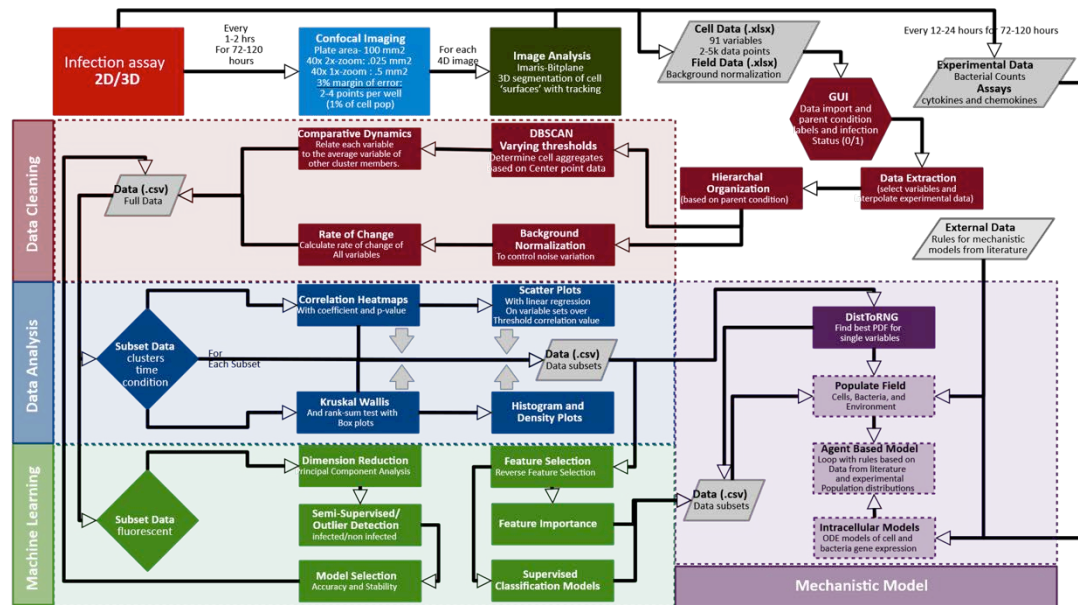 Infection assay
2D/3D
Every
1-2 hrs
For 72-120
hours
Confocal Imaging
Plate area- 100 mm2
40x 2x-zoom: .025 mm2
40x 1x-zoom : .5 mm2
3% margin of error:
2-4 points per well
(1% of cell pop)
For each
4D image
Image Analysis
Imaris-Bitplane
3D segmentation of cell
'surfaces' with tracking
Cell Data (.xlsx)
91 variables
2-5k data points
Field Data (.xlsx)
Background normalization
Every 12-24 hours for 72-120 hours
Experimental Data
Bacterial Counts
Assays
cytokines and chemokines
GUI
Data import and
parent condition
labels and infection
Status (0/1)
Data Extraction
(select variables and
interpolate experimental data)
Hierarchal
Organization
(based on parent condition)
External Data
Rules for mechanistic
models from literature
Data Cleaning
Comparative Dynamics
Relate each variable
to the average variable of
other cluster members.
DBSCAN
Varying thresholds
Determine cell aggregates
based on Center point data
Data (.csv)
Full Data
Rate of Change
Calculate rate of change of
All variables
Background
Normalization
To control noise variation
Data Analysis
Subset Data
clusters
time
condition
For
Each Subset
Correlation Heatmaps
With coefficient and p-value
Scatter Plots
With linear regression
On variable sets over
Threshold correlation value
Data (.csv)
Data subsets
Kruskal Wallis
And rank-sum test with
Box plots
Histogram and
Density Plots
Machine Learning
Subset Data
fluorescent
Dimension Reduction
Principal Component Analysis
Semi-Supervised/
Outlier Detection
infected/non infected
Model Selection
Accuracy and Stability
Feature Selection
Reverse Feature Selection
Feature Importance
Supervised
Classification Models
Data (.csv)
Data subsets
DistToRNG
Find best PDF for
single variables
Populate Field
Cells, Bacteria, and
Environment
Agent Based Model
Loop with rules based on
Data from literature
and experimental
Population distributions
Intracellular Models
ODE models of cell and
bacteria gene expression
Mechanistic Model